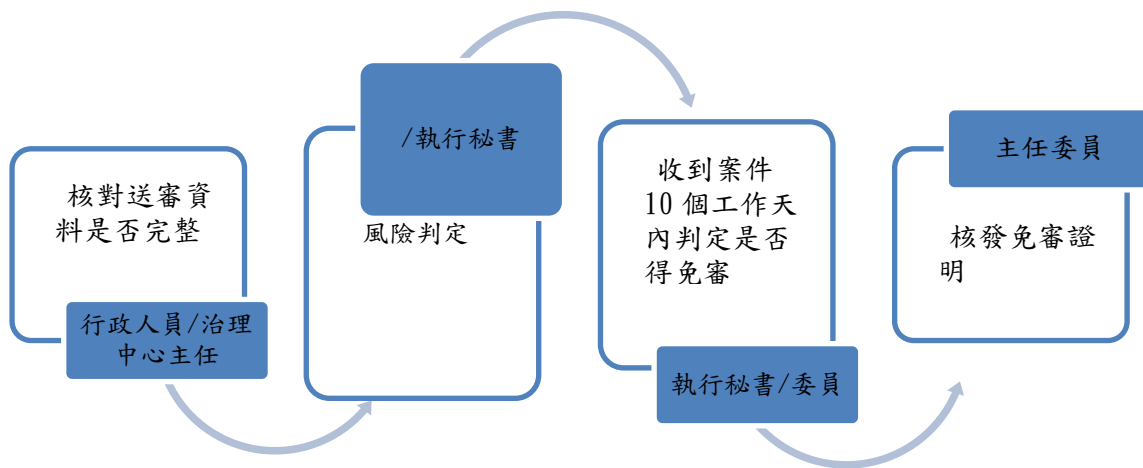 核對送審資
料是否完整
行政人員/治理
中心主任
/執行秘書
風險判定
收到案件
10 個工作天
內判定是否
得免審
執行秘書/委員
主任委員
核發免審證
明